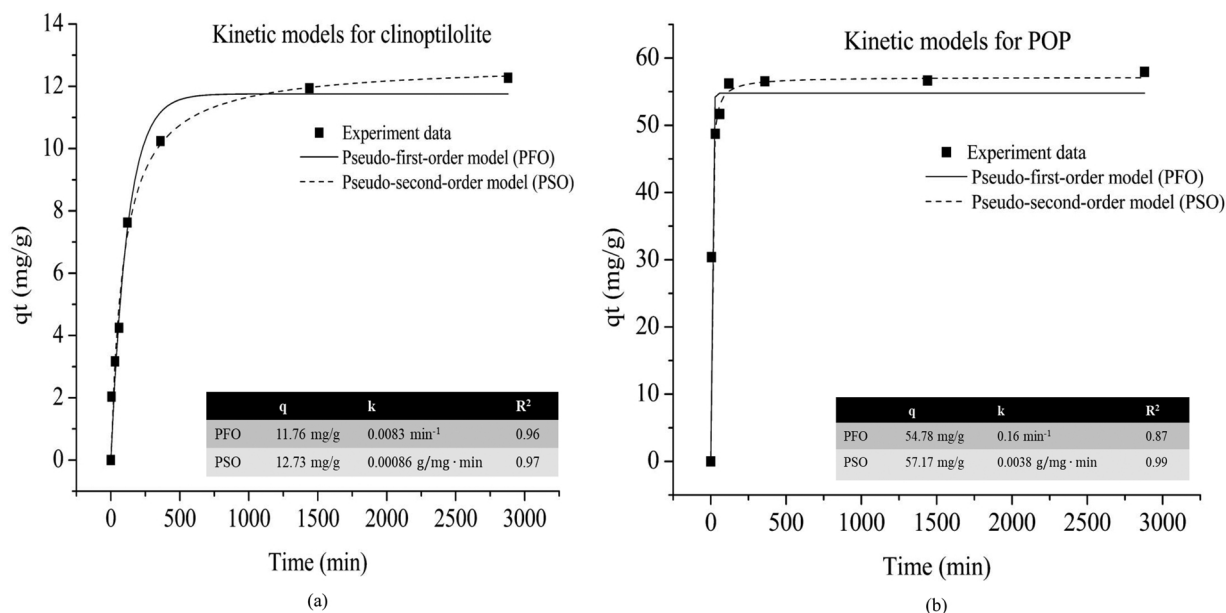 Kinetic models for clinoptilolite
14
12
10
8
6
4
2
0
qt (mg/g)
■ Experiment data
Pseudo-first-order model (PFO)
Pseudo-second-order model (PSO)
q k R²
PFO 11.76 mg/g 0.0083 min⁻¹ 0.96
PSO 12.73 mg/g 0.00086 g/mg · min 0.97
0 500 1000 1500 2000 2500 3000
Time (min)
(a)
Kinetic models for POP
60
50
40
30
20
10
0
qt (mg/g)
■ Experiment data
Pseudo-first-order model (PFO)
Pseudo-second-order model (PSO)
q k R²
PFO 54.78 mg/g 0.16 min⁻¹ 0.87
PSO 57.17 mg/g 0.0038 g/mg · min 0.99
0 500 1000 1500 2000 2500 3000
Time (min)
(b)